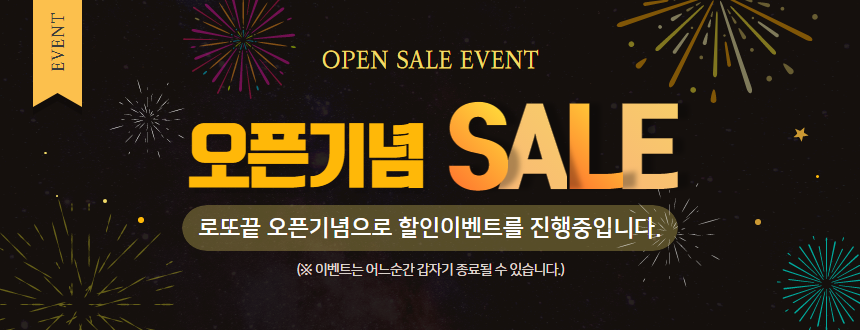 EVENT
OPEN SALE EVENT
오픈기념 SALE
로또끝 오픈기념으로 할인이벤트를 진행중입니다.
(※ 이벤트는 어느순간 갑자기 종료될 수 있습니다.)